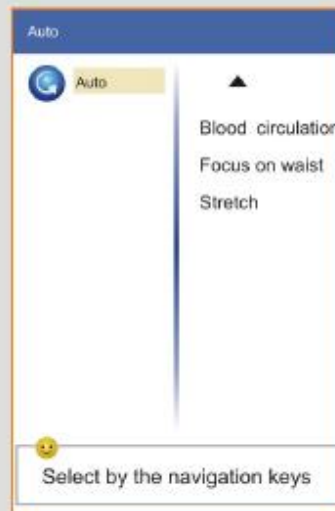 Auto
Auto
Blood circulation
Focus on waist
Stretch
Select by the navigation keys